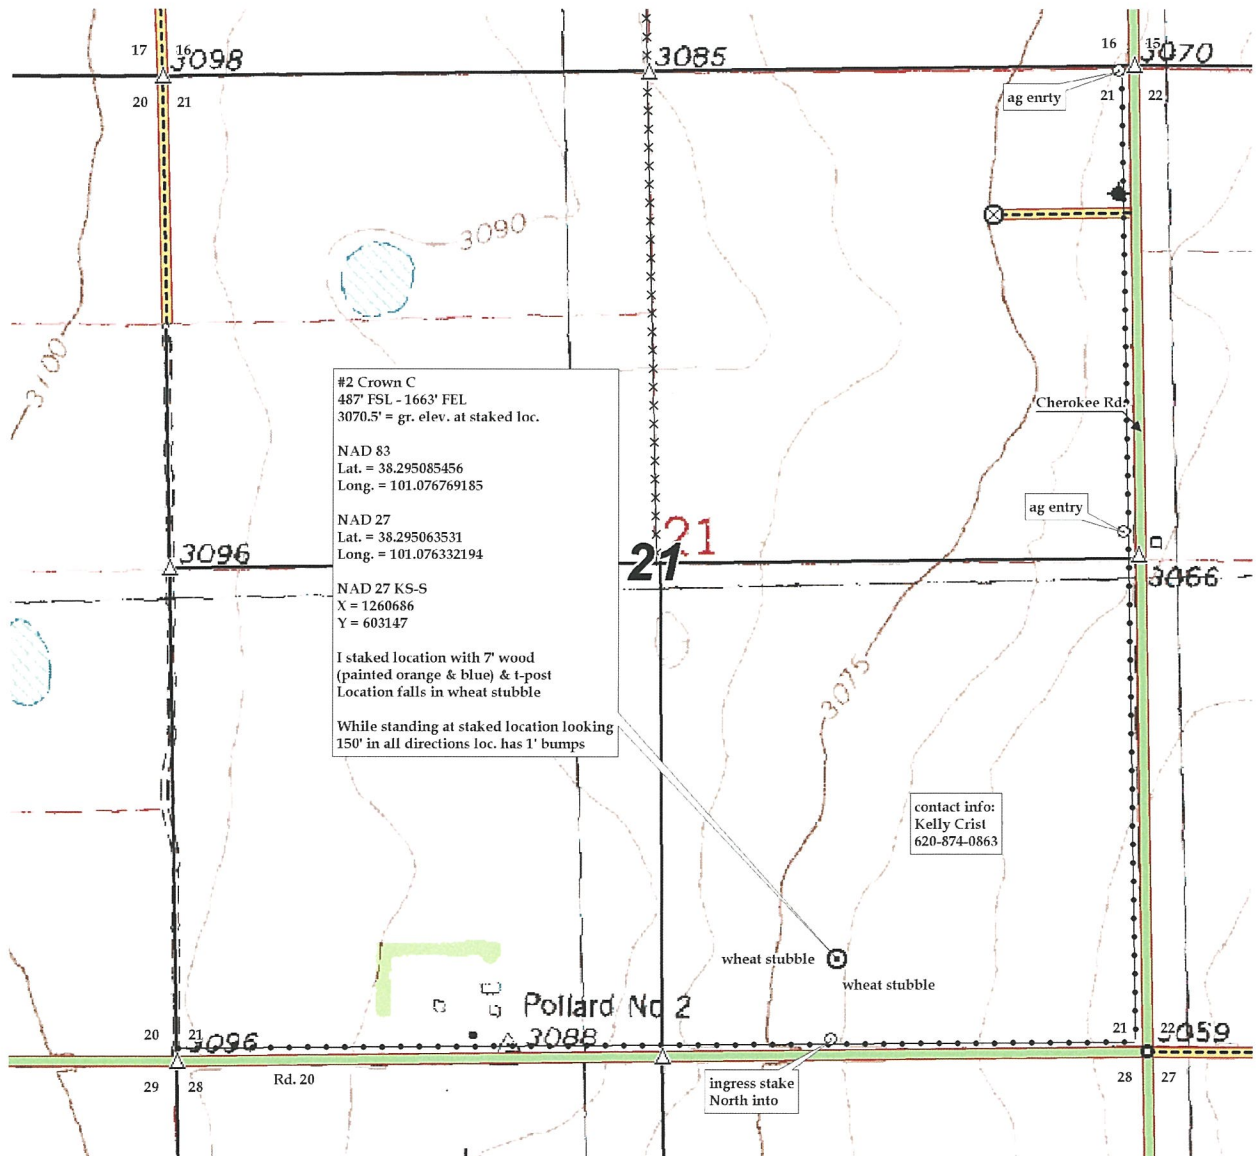 17 16
3098
3085
16 15
3070
20 21
ag enrty
21 22
3090
3100
#2 Crown C
487' FSL - 1663' FEL
3070.5' = gr. elev. at staked loc.
NAD 83
Lat. = 38.295085456
Long. = 101.076769185
NAD 27
Lat. = 38.295063531
Long. = 101.076332194
NAD 27 KS-S
X = 1260686
Y = 603147
I staked location with 7' wood
(painted orange & blue) & t-post
Location falls in wheat stubble
While standing at staked location looking
150' in all directions loc. has 1' bumps
Cherokee Rd.
ag entry
21
21
3096
3066
3075
contact info:
Kelly Crist
620-874-0863
wheat stubble
wheat stubble
Pollard No 2
3088
20 21
3096
21 22
3059
29 28
Rd. 20
ingress stake
North into
28 27